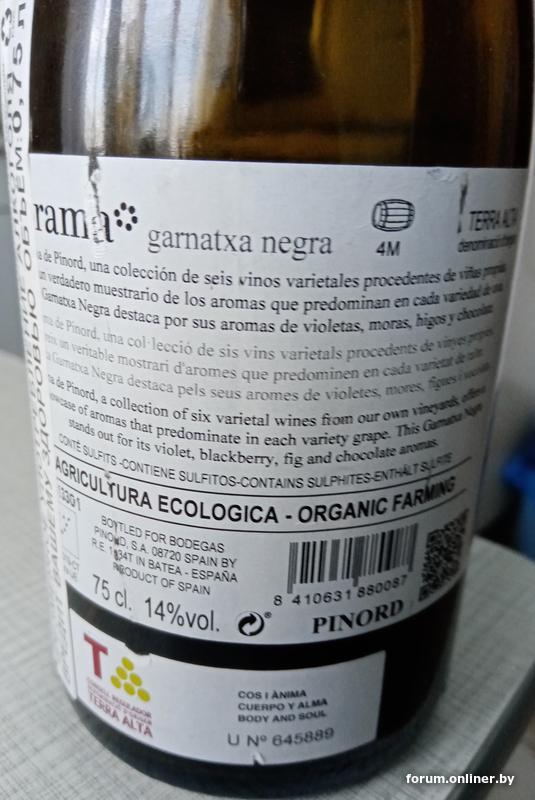 garnatxa negra
4M
TERRA ALTA
de Pinord, una colección de seis vinos varietales procedentes de viñas propias,
un verdadero muestrario de los aromas que predominan en cada variedad de
Garnatxa Negra destaca por sus aromas de violetas, moras, higos y chocolate.
de Pinord, una col·lecció de sis vins varietals procedents de vinyes pròpies,
un veritable mostrari d'aromes que predominen en cada varietat de
Garnatxa Negra destaca pels seus aromes de violetes, mores, figues i
de Pinord, a collection of six varietal wines from our own vineyards,
of aromas that predominate in each variety grape. This Garnatxa Negra
stands out for its violet, blackberry, fig and chocolate aromas.
CONTÉ SULFITS -CONTIENE SULFITOS-CONTAINS SULPHITES-ENTHÄLT SULFITE
AGRICULTURA ECOLOGICA - ORGANIC FARMING
BOTTLED FOR BODEGAS
PINORD, S.A. 08720 SPAIN BY
IN BATEA - ESPAÑA
PRODUCT OF SPAIN
75 cl. 14%vol.
8 410631 880087
PINORD
T
CONSELL REGULADOR
TERRA ALTA
COS I ÀNIMA
CUERPO Y ALMA
BODY AND SOUL
U Nº 645889
ОБЪЕМ:0,75 Л
ЗДОРОВЬЮ
forum.onliner.by